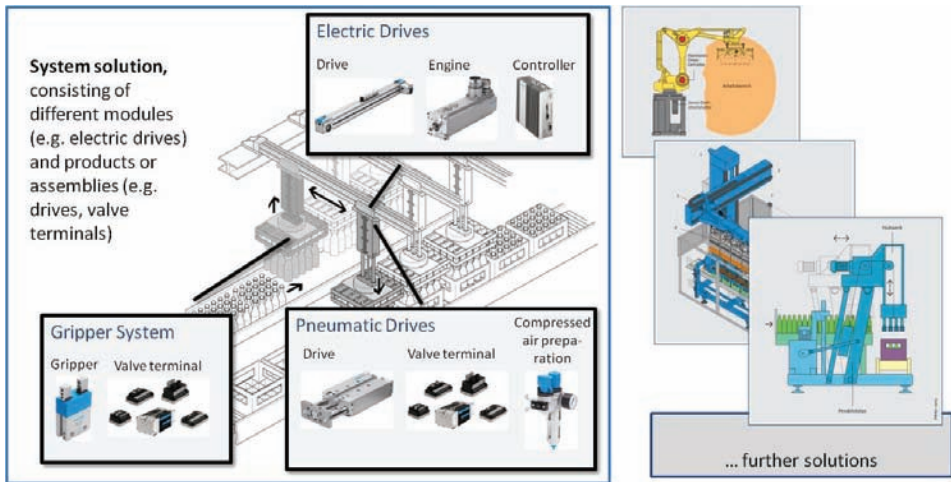 System solution,
consisting of
different modules
(e.g. electric drives)
and products or
assemblies (e.g.
drives, valve
terminals)
Electric Drives
Drive
Engine
Controller
Gripper System
Gripper
Valve terminal
Pneumatic Drives
Drive
Valve terminal
Compressed
air prepa-
ration
Hubwerk
... further solutions